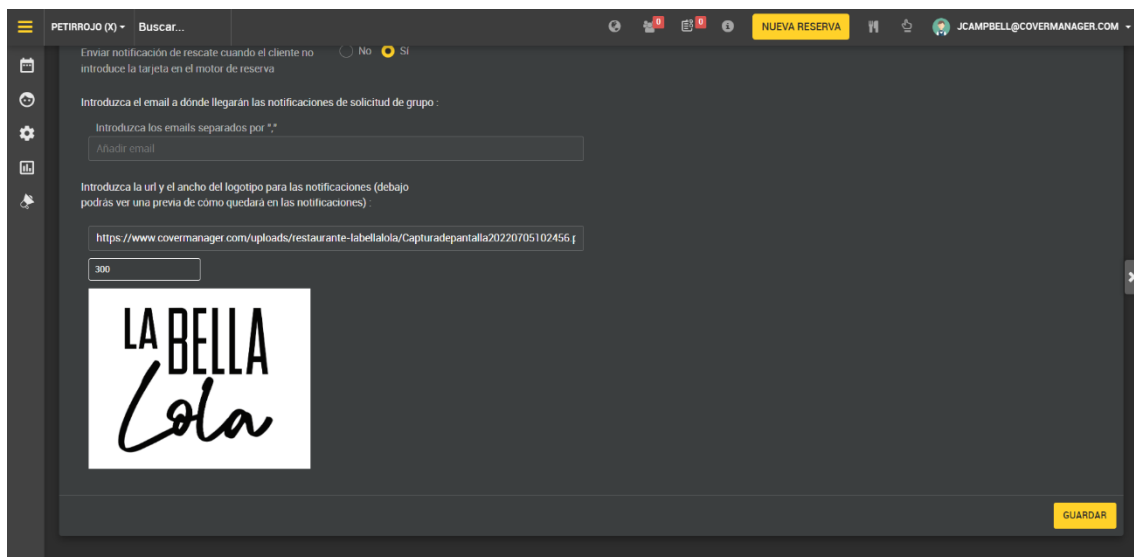 PETIRROJO (X)
Buscar...
0
0
NUEVA RESERVA
JCAMPBELL@COVERMANAGER.COM
Enviar notificación de rescate cuando el cliente no
introduce la tarjeta en el motor de reserva
No
Sí
Introduzca el email a dónde llegarán las notificaciones de solicitud de grupo :
Introduzca los emails separados por ","
Añadir email
Introduzca la url y el ancho del logotipo para las notificaciones (debajo
podrás ver una previa de cómo quedará en las notificaciones) :
https://www.covermanager.com/uploads/restaurante-labellalola/Capturadepantalla20220705102456.p
300
LA BELLA
Lola
GUARDAR